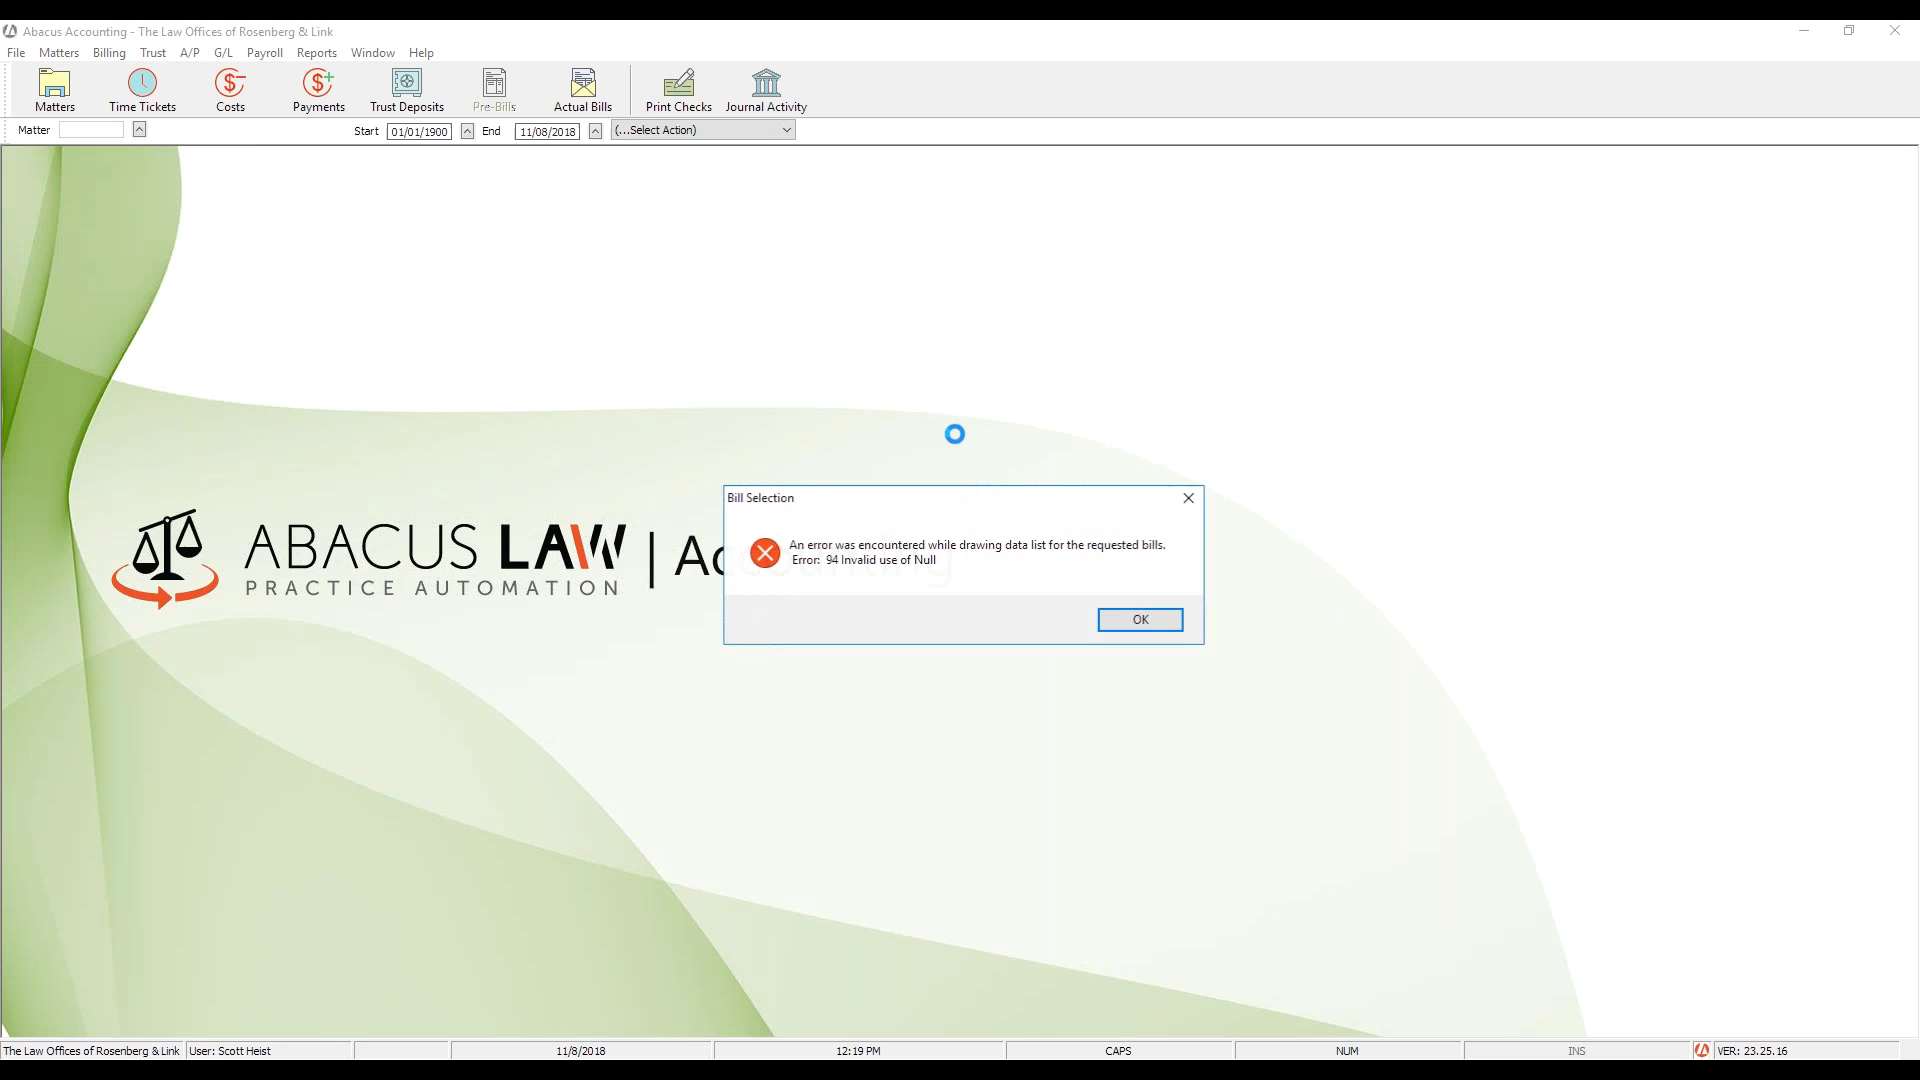 Abacus Accounting - The Law Offices of Rosenberg & Link
File Matters Billing Trust A/P G/L Payroll Reports Window Help
Matters Time Tickets Costs Payments Trust Deposits Pre-Bills Actual Bills Print Checks Journal Activity
Matter Start 01/01/1900 End 11/08/2018 (...Select Action)
Bill Selection
An error was encountered while drawing data list for the requested bills.
Error: 94 Invalid use of Null
OK
ABACUS LAW | Ac
PRACTICE AUTOMATION
The Law Offices of Rosenberg & Link User: Scott Heist 11/8/2018 12:19 PM CAPS NUM INS VER: 23.25.16